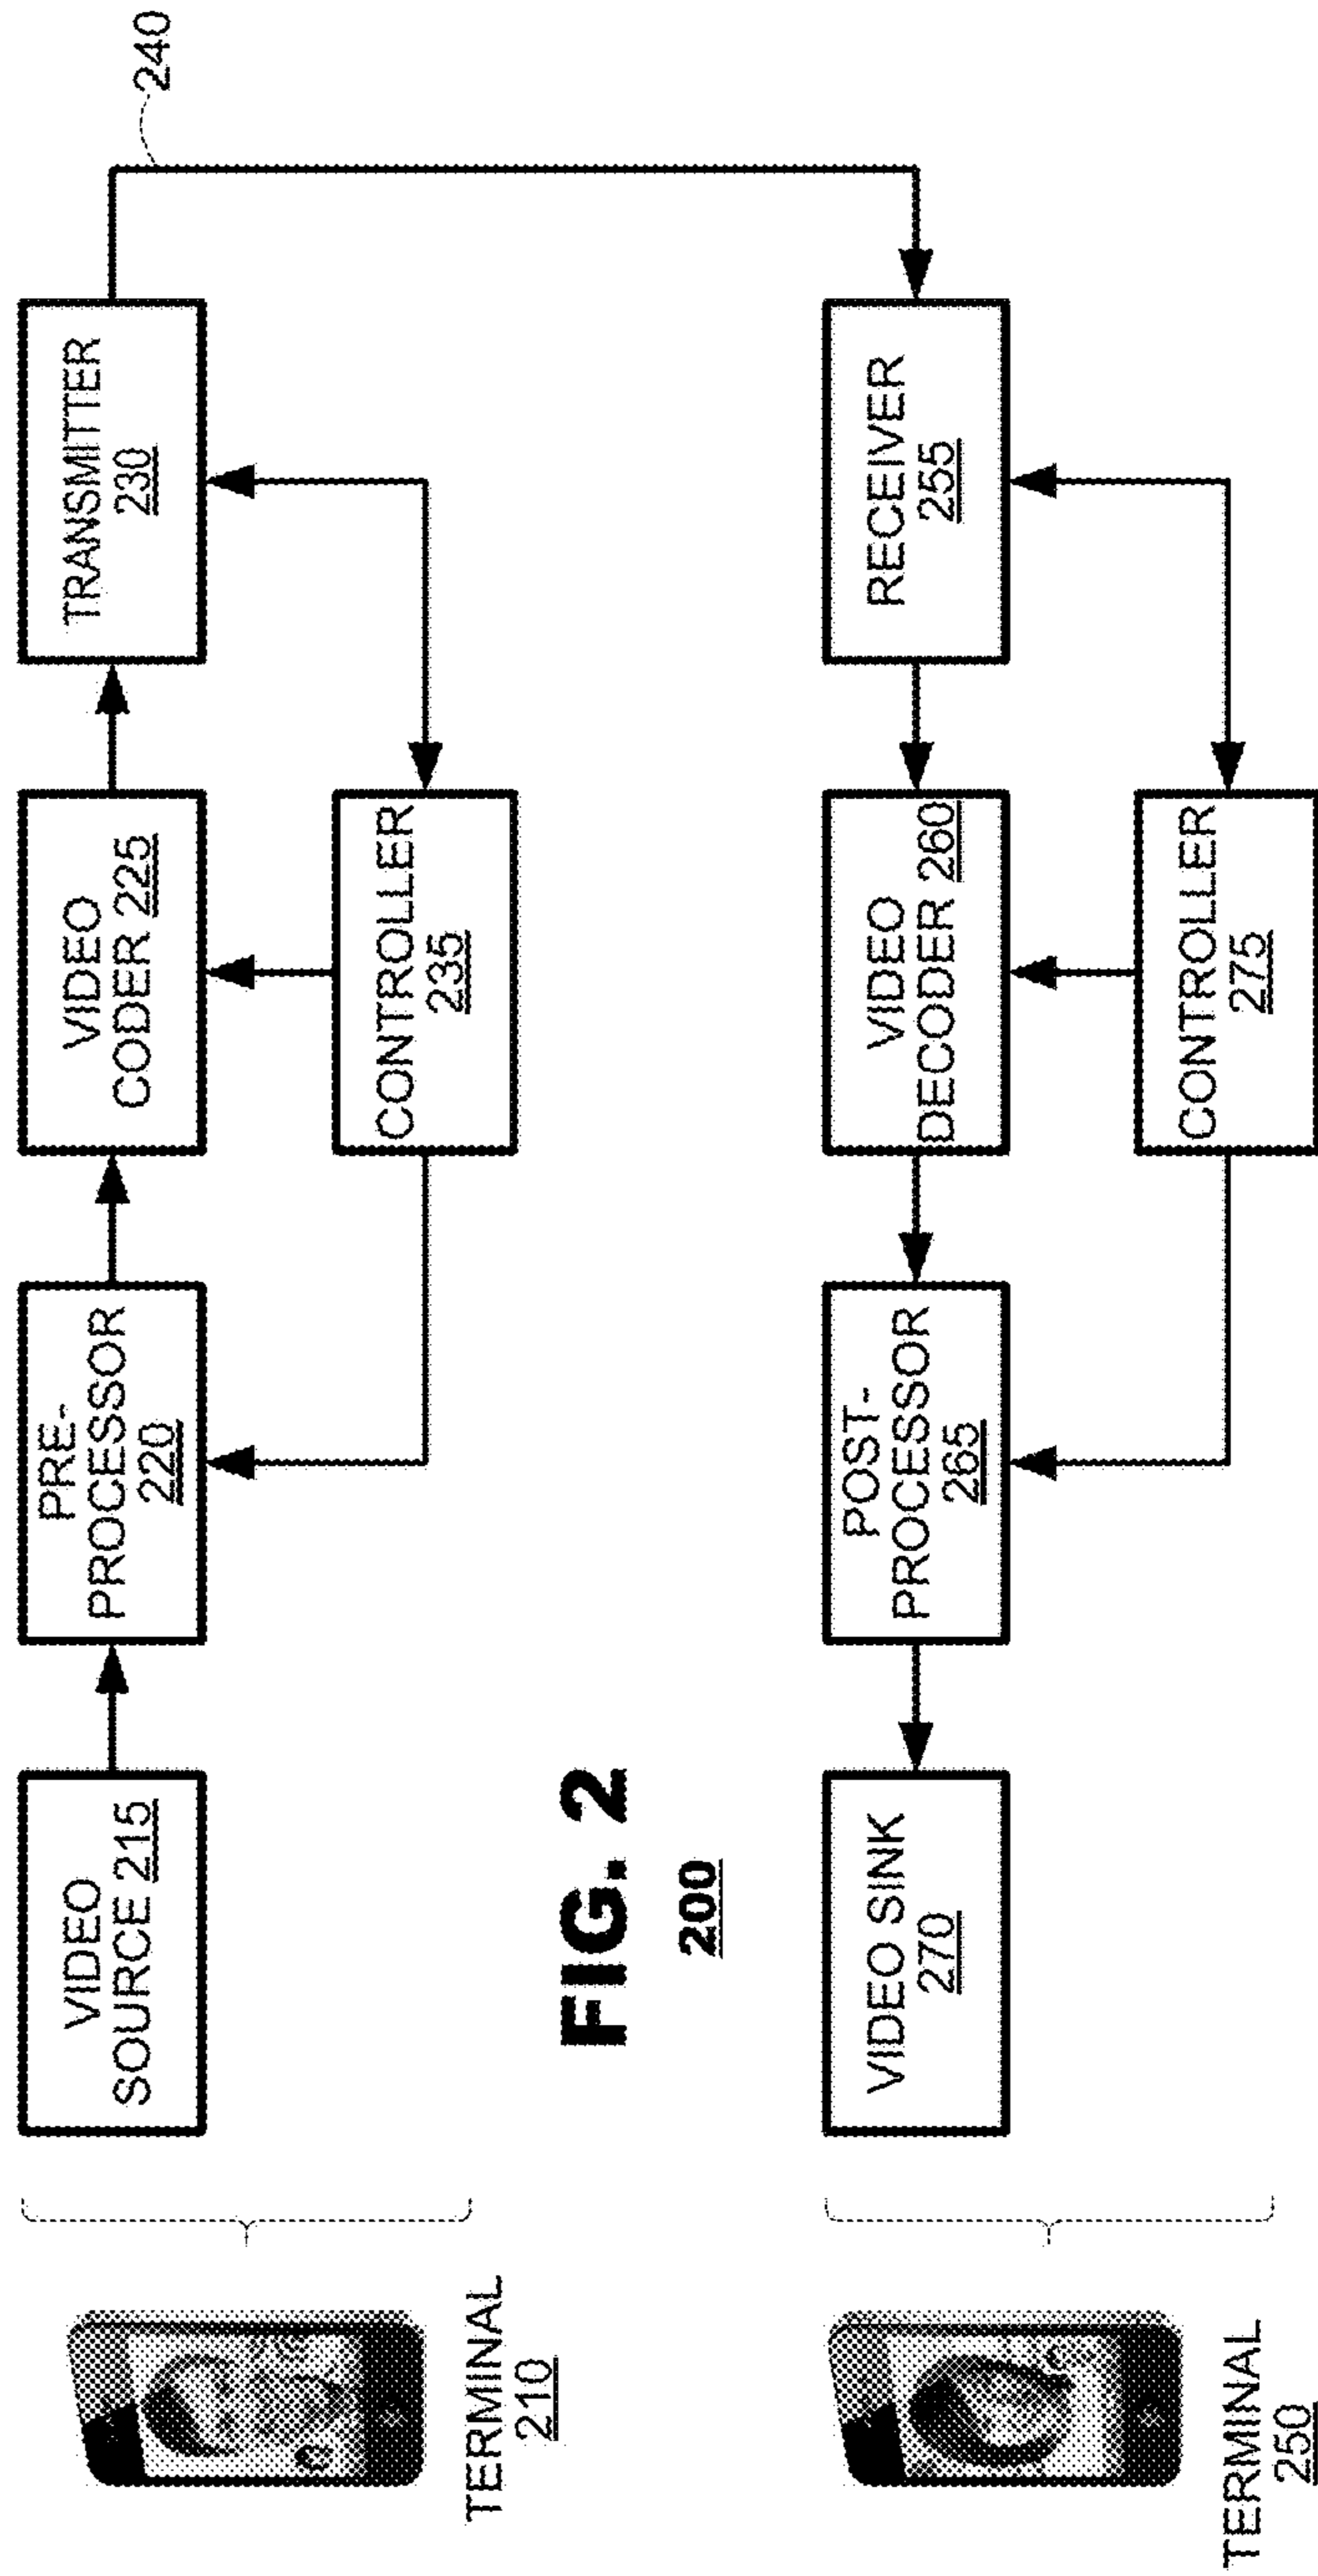 VIDEO
SOURCE 215
PRE-
PROCESSOR
220
VIDEO
CODER 225
TRANSMITTER
230
240
CONTROLLER
235
TERMINAL
210
FIG. 2
200
VIDEO SINK
270
POST-
PROCESSOR
265
VIDEO
DECODER 260
RECEIVER
255
CONTROLLER
275
TERMINAL
250